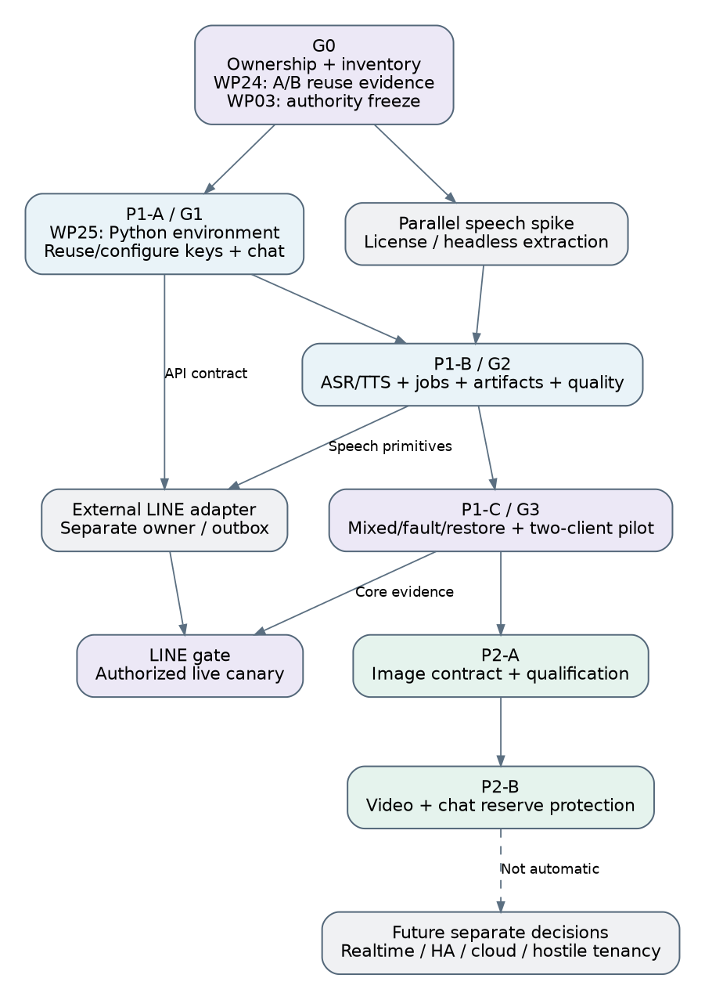 G0
Ownership + inventory
WP24: A/B reuse evidence
WP03: authority freeze
P1-A / G1
WP25: Python environment
Reuse/configure keys + chat
Parallel speech spike
License / headless extraction
P1-B / G2
ASR/TTS + jobs + artifacts + quality
API contract
Speech primitives
External LINE adapter
Separate owner / outbox
P1-C / G3
Mixed/fault/restore + two-client pilot
Core evidence
LINE gate
Authorized live canary
P2-A
Image contract + qualification
P2-B
Video + chat reserve protection
Not automatic
Future separate decisions
Realtime / HA / cloud / hostile tenancy